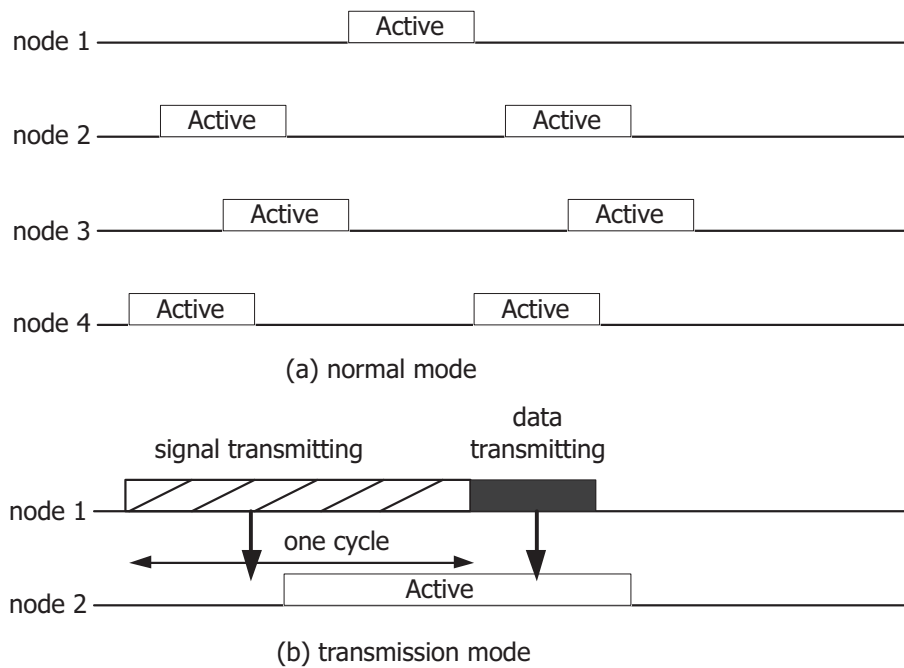 Active
node 1
Active
Active
node 2
Active
Active
node 3
Active
Active
node 4
(a) normal mode
data
signal transmitting
transmitting
node 1
one cycle
Active
node 2
(b) transmission mode